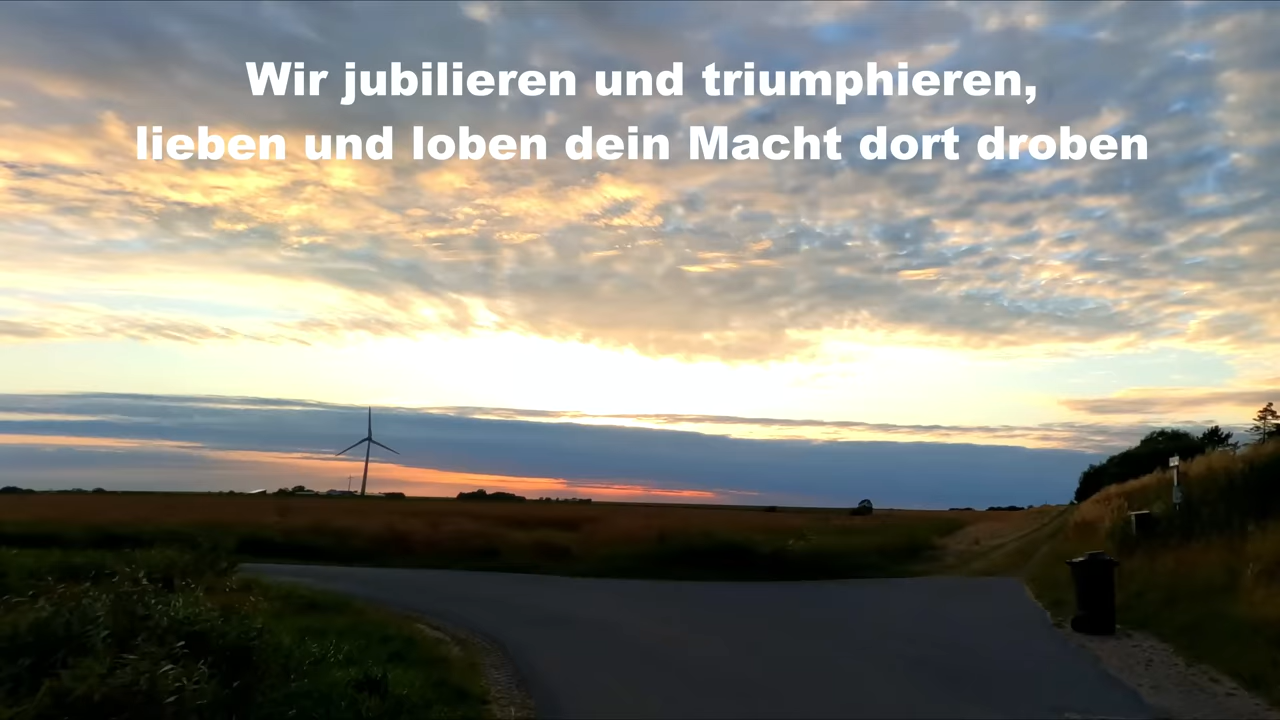 Wir jubilieren und triumphieren,
lieben und loben dein Macht dort droben